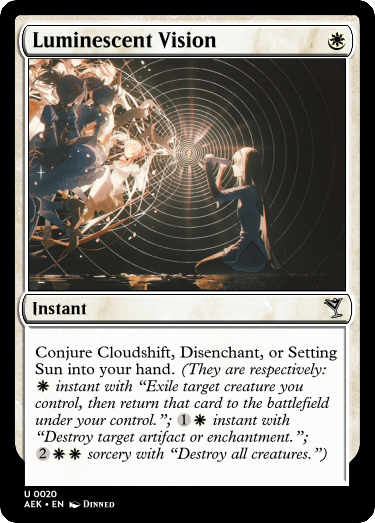 Luminescent Vision
Instant
Conjure Cloudshift, Disenchant, or Setting
Sun into your hand. (They are respectively:
instant with “Exile target creature you
control, then return that card to the battlefield
under your control.”; 1 instant with
“Destroy target artifact or enchantment.”;
2 sorcery with “Destroy all creatures.”)
U 0020
AEK • EN Dinned